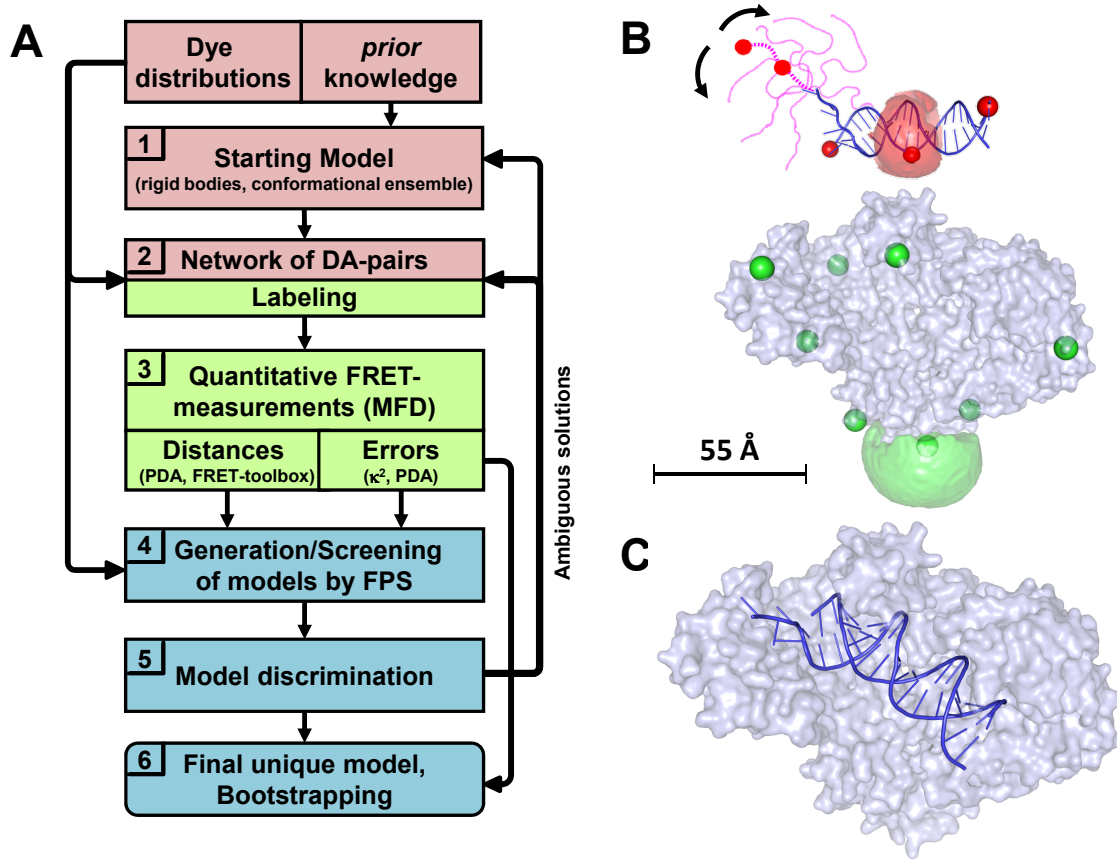 A
Dye
distributions
prior
knowledge
1
Starting Model
(rigid bodies, conformational ensemble)
2
Network of DA-pairs
Labeling
3
Quantitative FRET-
measurements (MFD)
Distances
(PDA, FRET-toolbox)
Errors
(κ², PDA)
4
Generation/Screening
of models by FPS
5
Model discrimination
6
Final unique model,
Bootstrapping
Ambiguous solutions
B
55 Å
C